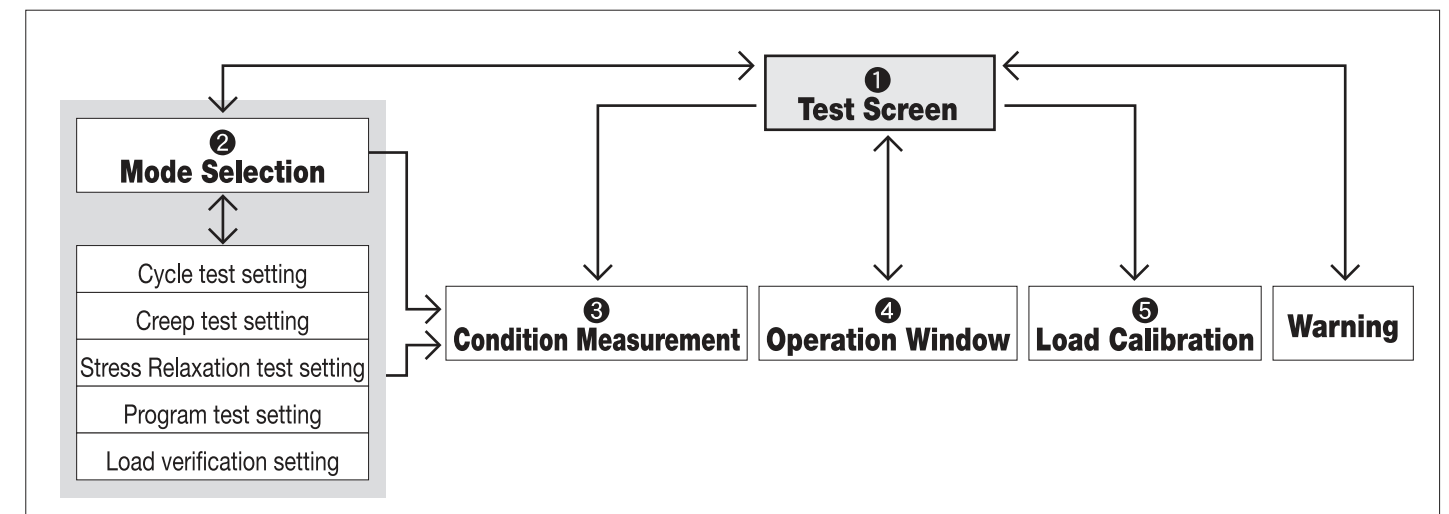 ❶
Test Screen
❷
Mode Selection
Cycle test setting
Creep test setting
Stress Relaxation test setting
Program test setting
Load verification setting
❸
Condition Measurement
❹
Operation Window
❺
Load Calibration
Warning